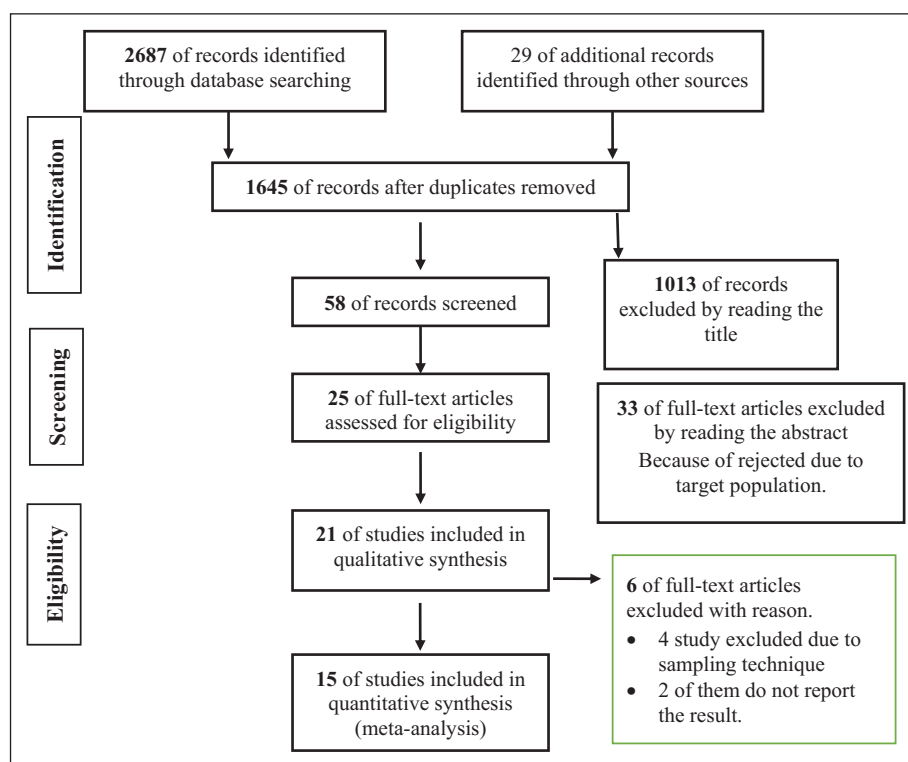 2687 of records identified
through database searching
29 of additional records
identified through other sources
Identification
1645 of records after duplicates removed
58 of records screened
1013 of records
excluded by reading the
title
Screening
25 of full-text articles
assessed for eligibility
33 of full-text articles excluded
by reading the abstract
Because of rejected due to
target population.
Eligibility
21 of studies included in
qualitative synthesis
6 of full-text articles
excluded with reason.
• 4 study excluded due to
sampling technique
• 2 of them do not report
the result.
15 of studies included in
quantitative synthesis
(meta-analysis)